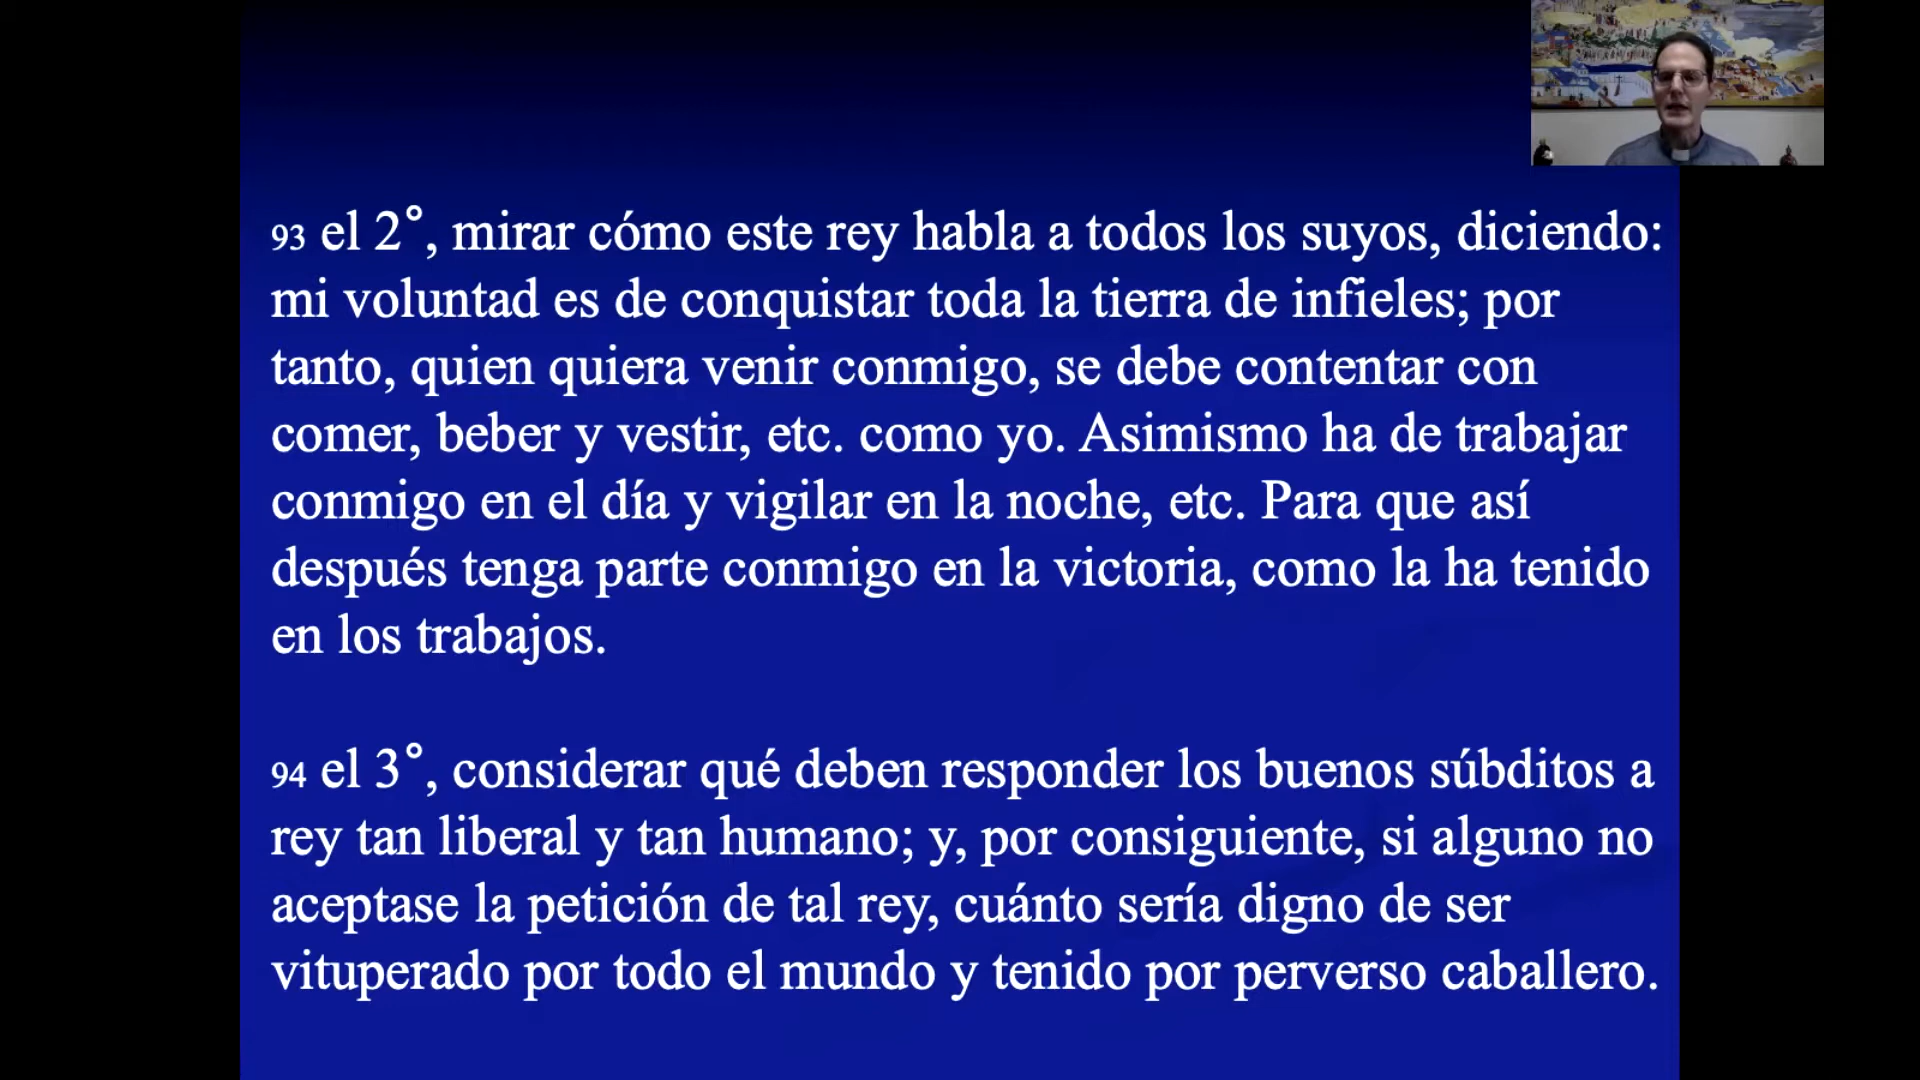 93 el 2°, mirar cómo este rey habla a todos los suyos, diciendo:
mi voluntad es de conquistar toda la tierra de infieles; por
tanto, quien quiera venir conmigo, se debe contentar con
comer, beber y vestir, etc. como yo. Asimismo ha de trabajar
conmigo en el día y vigilar en la noche, etc. Para que así
después tenga parte conmigo en la victoria, como la ha tenido
en los trabajos.
94 el 3°, considerar qué deben responder los buenos súbditos a
rey tan liberal y tan humano; y, por consiguiente, si alguno no
aceptase la petición de tal rey, cuánto sería digno de ser
vituperado por todo el mundo y tenido por perverso caballero.